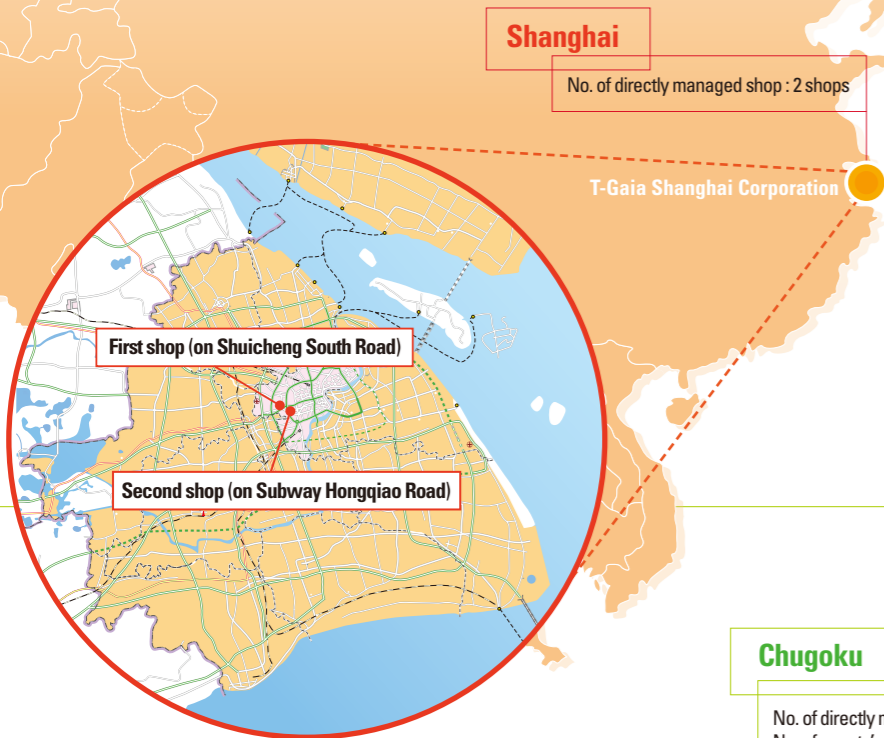 Shanghai
No. of directly managed shop : 2 shops
T-Gaia Shanghai Corporation
First shop (on Shuicheng South Road)
Second shop (on Subway Hongqiao Road)
Chugoku
No. of directly